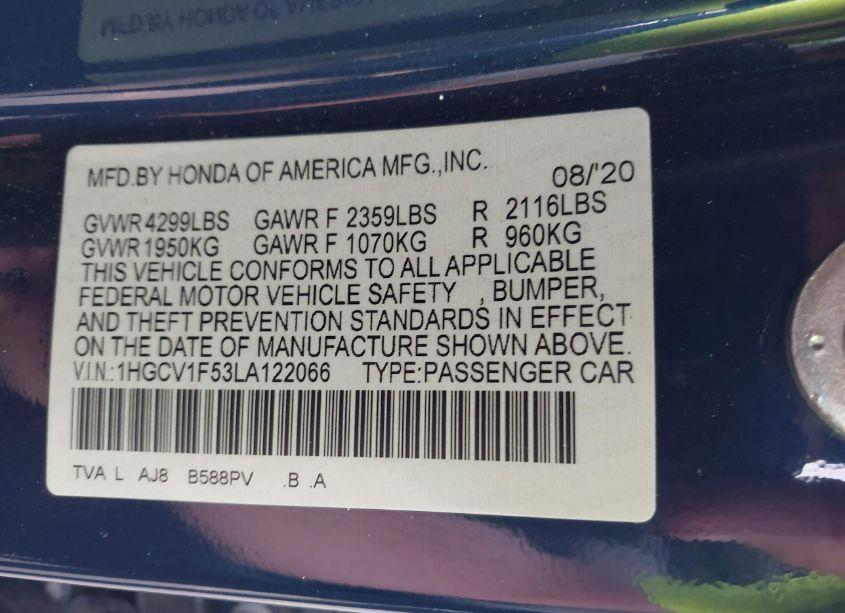 MFD.BY HONDA OF AMERICA MFG.,INC. 08/'20
GVWR 4299LBS GAWR F 2359LBS R 2116LBS
GVWR 1950KG GAWR F 1070KG R 960KG
THIS VEHICLE CONFORMS TO ALL APPLICABLE
FEDERAL MOTOR VEHICLE SAFETY , BUMPER,
AND THEFT PREVENTION STANDARDS IN EFFECT
ON THE DATE OF MANUFACTURE SHOWN ABOVE.
V.I.N.:1HGCV1F53LA122066 TYPE:PASSENGER CAR
TVA L AJ8 B588PV .B .A